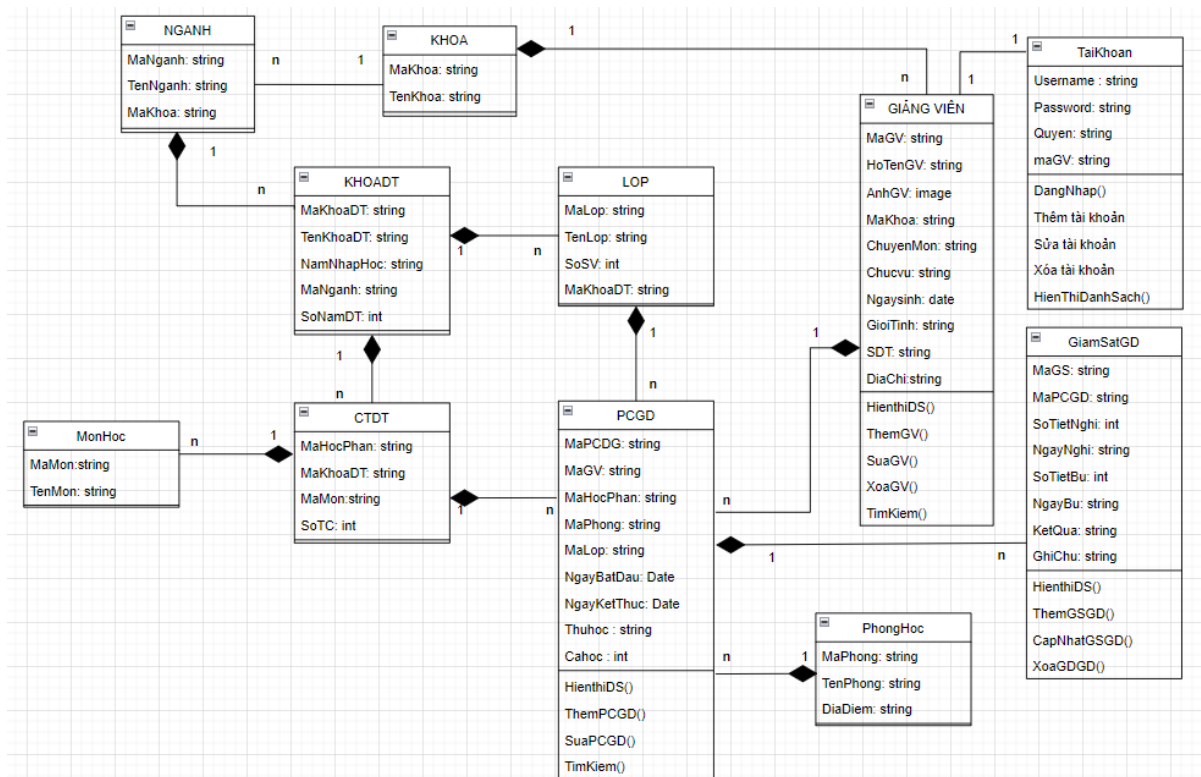 NGANH
MaNganh: string
TenNganh: string
MaKhoa: string
n
1
KHOA
MaKhoa: string
TenKhoa: string
1
n
1
1
TaiKhoan
Username : string
Password: string
Quyen: string
maGV: string
DangNhap()
Thêm tài khoản
Sửa tài khoản
Xóa tài khoản
HienThiDanhSach()
GIẢNG VIÊN
MaGV: string
HoTenGV: string
AnhGV: image
MaKhoa: string
ChuyenMon: string
Chucvu: string
Ngaysinh: date
GioiTinh: string
SDT: string
DiaChi:string
HienthiDS()
ThemGV()
SuaGV()
XoaGV()
TimKiem()
1
n
KHOADT
MaKhoaDT: string
TenKhoaDT: string
NamNhapHoc: string
MaNganh: string
SoNamDT: int
1
n
LOP
MaLop: string
TenLop: string
SoSV: int
MaKhoaDT: string
1
n
1
n
1
n
GiamSatGD
MaGS: string
MaPCGD: string
SoTietNghi: int
NgayNghi: string
SoTietBu: int
NgayBu: string
KetQua: string
GhiChu: string
HienthiDS()
ThemGSGD()
CapNhatGSGD()
XoaGDGD()
MonHoc
MaMon:string
TenMon: string
n
1
CTDT
MaHocPhan: string
MaKhoaDT: string
MaMon:string
SoTC: int
1
n
PCGD
MaPCDG: string
MaGV: string
MaHocPhan: string
MaPhong: string
MaLop: string
NgayBatDau: Date
NgayKetThuc: Date
Thuhoc : string
Cahoc : int
HienthiDS()
ThemPCGD()
SuaPCGD()
TimKiem()
1
n
n
1
PhongHoc
MaPhong: string
TenPhong: string
DiaDiem: string